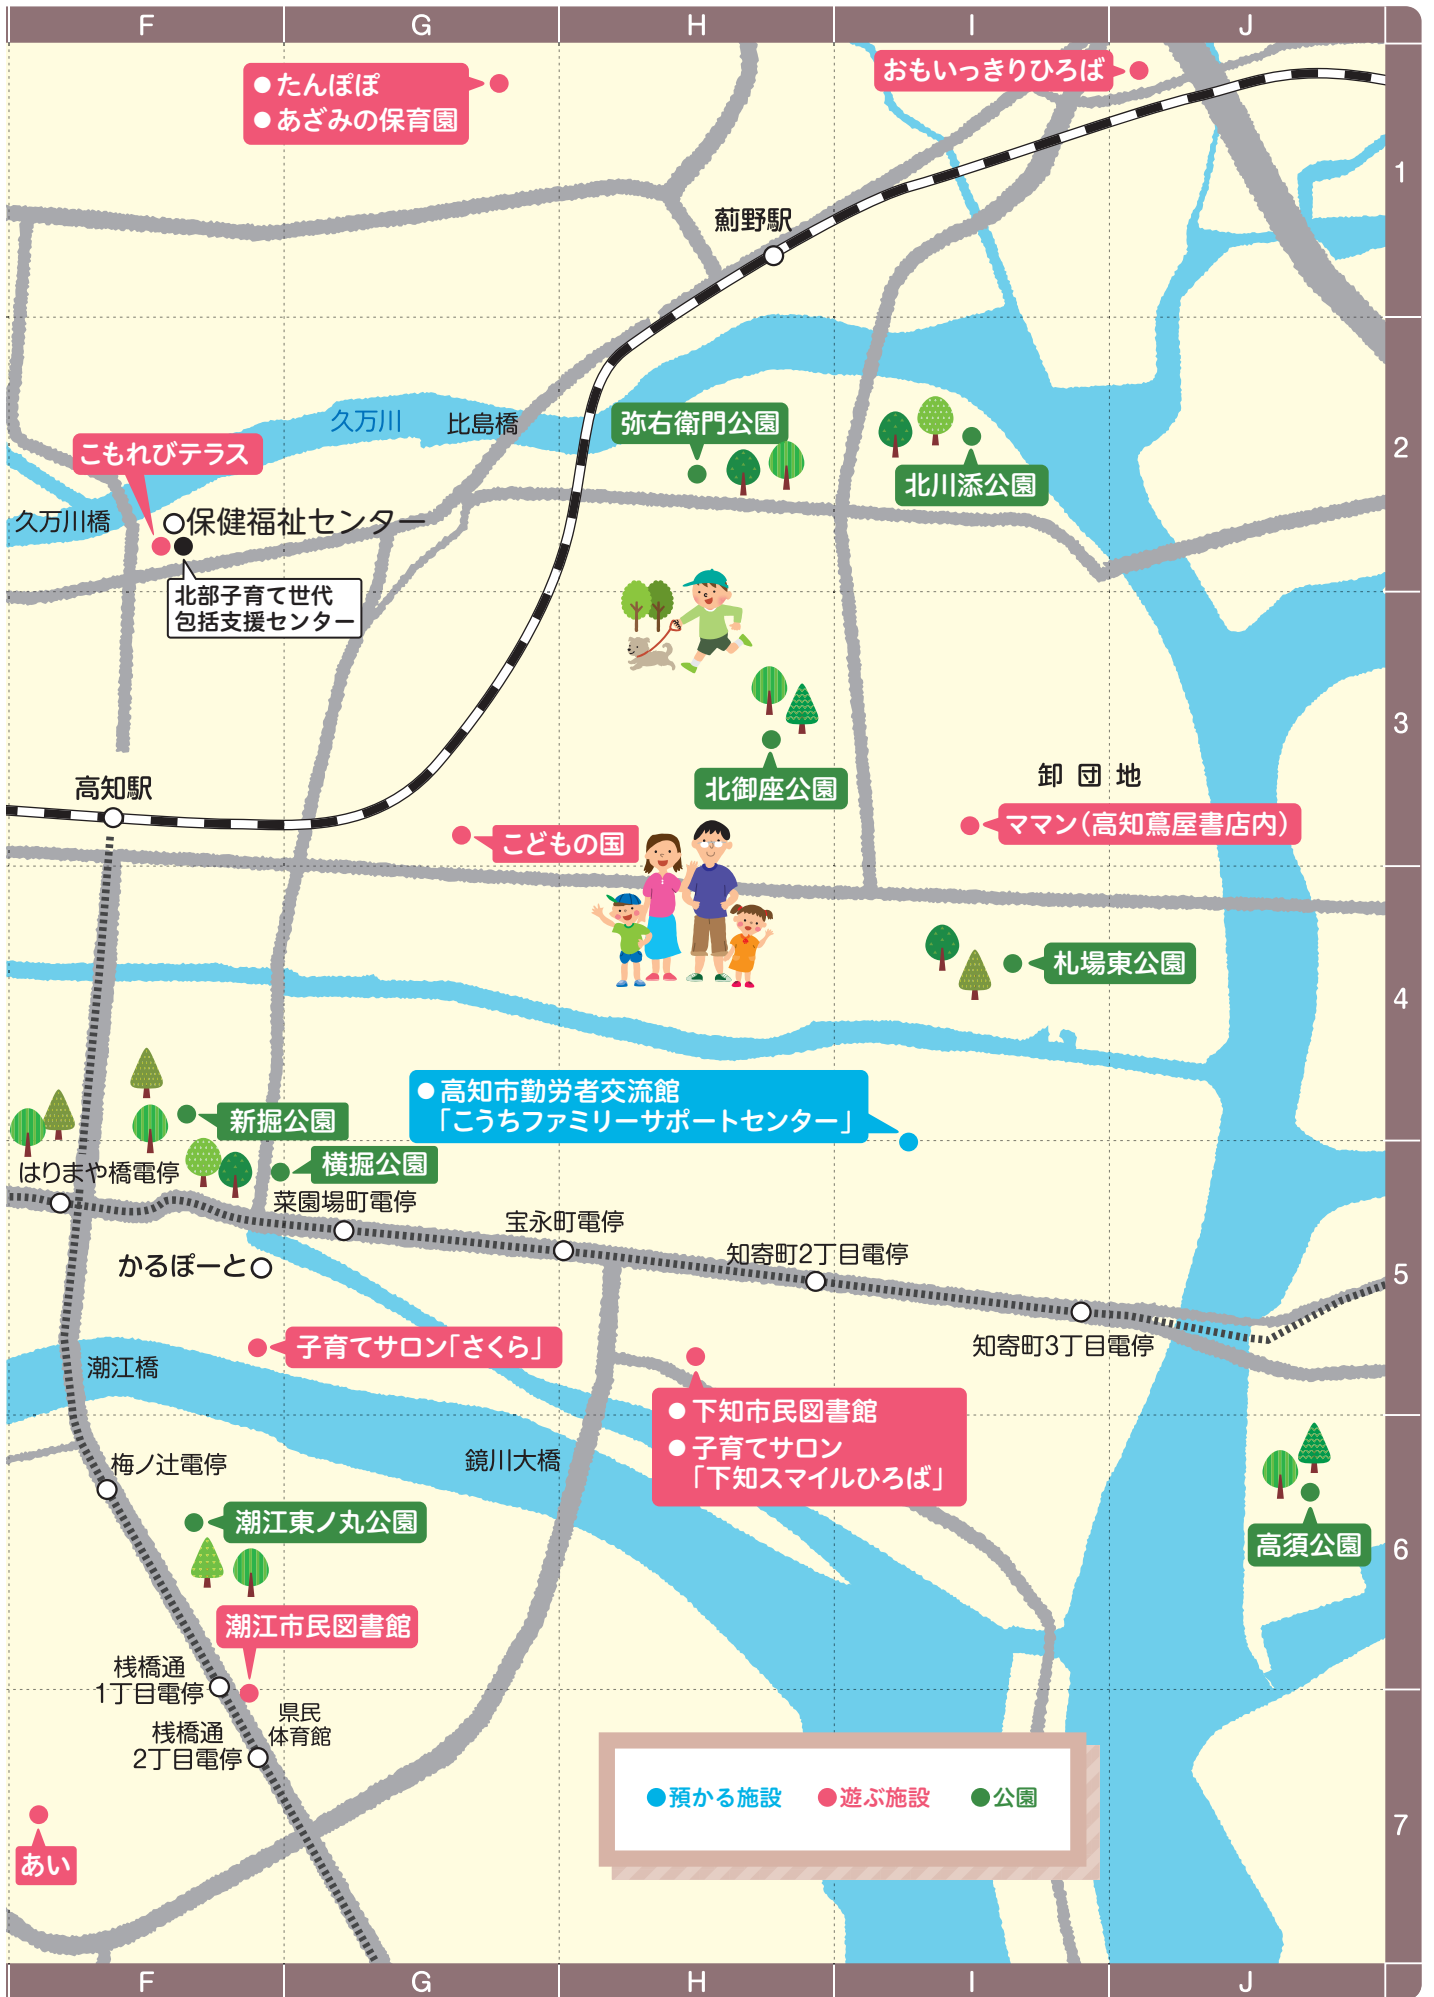 F
G
H
I
J
たんぽぽ
あざみの保育園
おもいっきりひろば
1
薊野駅
久万川
比島橋
弥右衛門公園
北川添公園
2
こもれびテラス
久万川橋
保健福祉センター
北部子育て世代
包括支援センター
3
高知駅
北御座公園
卸団地
ママン(高知蔦屋書店内)
こどもの国
札場東公園
4
高知市勤労者交流館
「こうちファミリーサポートセンター」
新堀公園
横堀公園
はりまや橋電停
菜園場町電停
宝永町電停
知寄町2丁目電停
かるぽーと
5
知寄町3丁目電停
子育てサロン「さくら」
潮江橋
下知市民図書館
子育てサロン
「下知スマイルひろば」
鏡川大橋
梅ノ辻電停
潮江東ノ丸公園
高須公園
6
潮江市民図書館
桟橋通
1丁目電停
県民
体育館
桟橋通
2丁目電停
預かる施設
遊ぶ施設
公園
7
あい
F
G
H
I
J